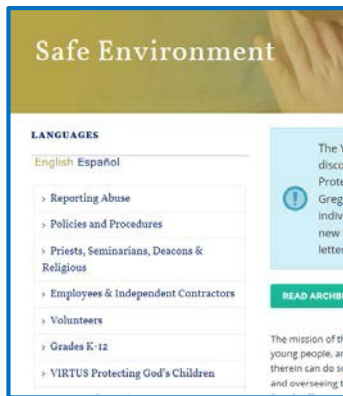 Safe Environment
LANGUAGES
English Español
› Reporting Abuse
› Policies and Procedures
› Priests, Seminarians, Deacons &
Religious
› Employees & Independent Contractors
› Volunteers
› Grades K-12
› VIRTUS Protecting God's Children
The
disco
Prote
Greg
indiv
new
lette
READ ARCHB
The mission of th
young people, an
therein can do su
and overseeing t